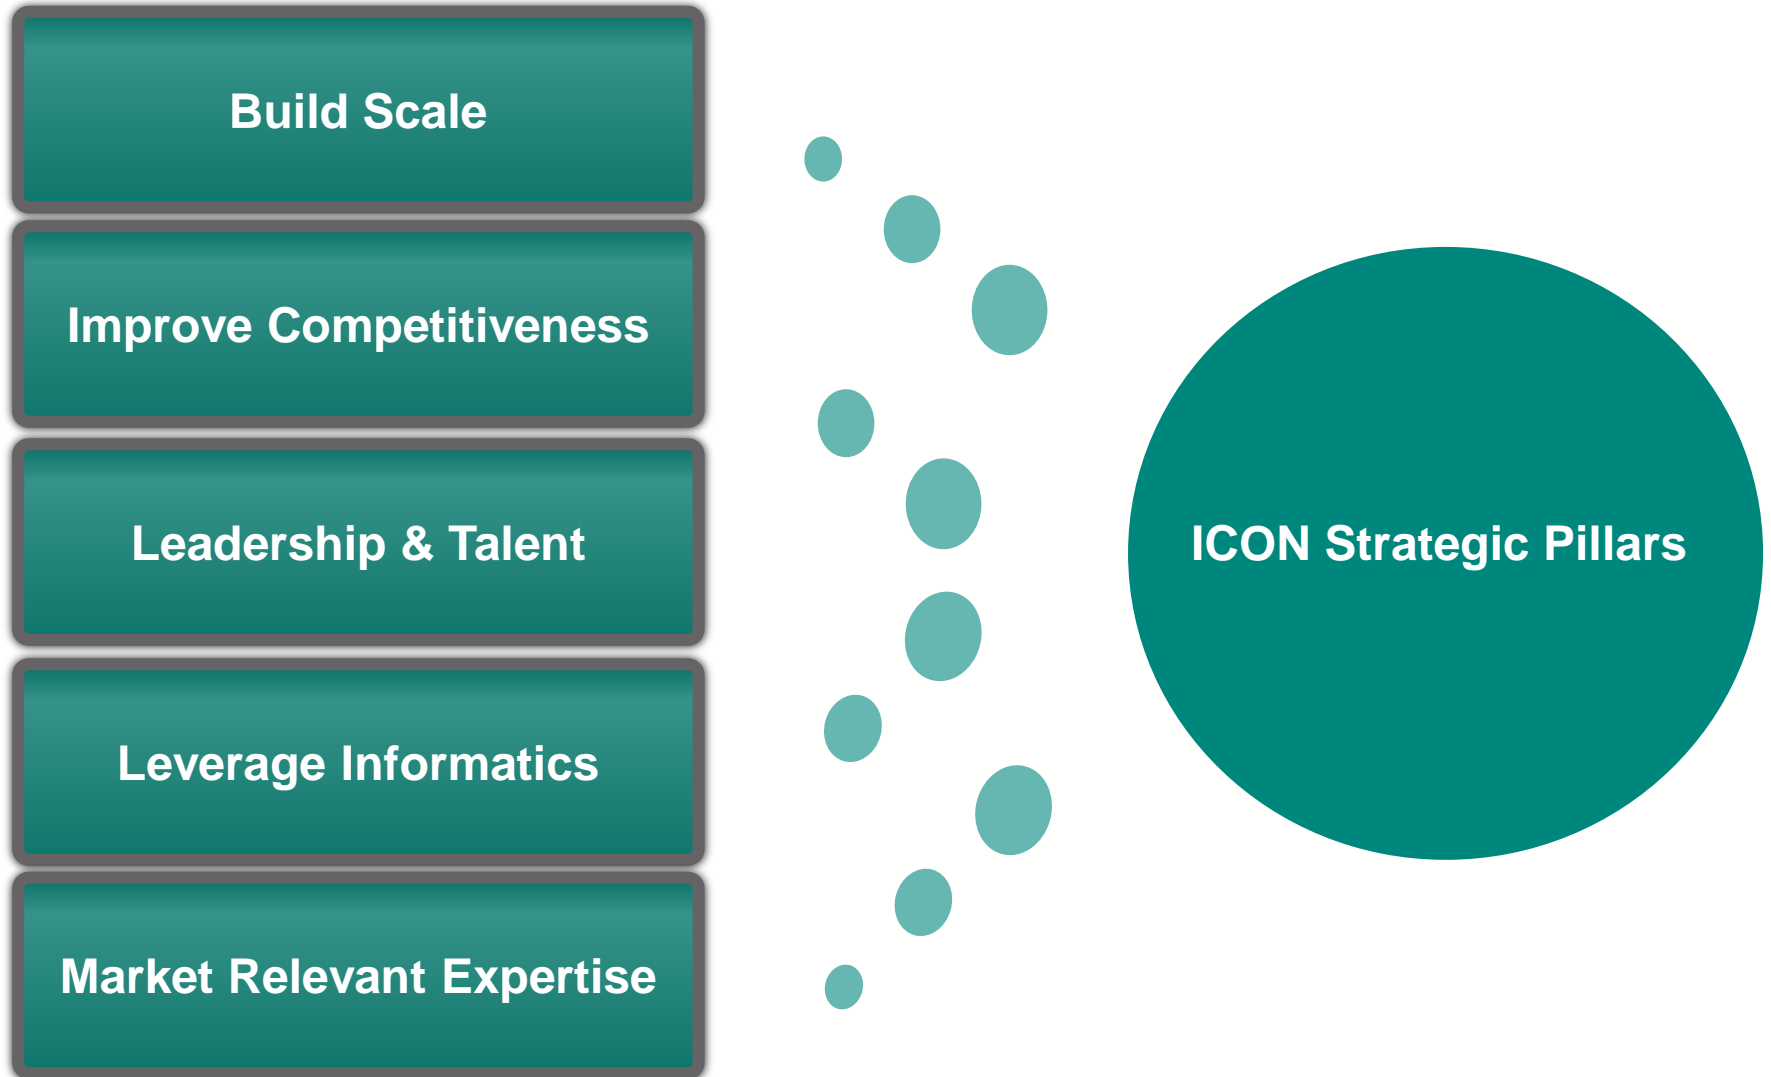 Build Scale
Improve Competitiveness
Leadership & Talent
Leverage Informatics
Market Relevant Expertise
ICON Strategic Pillars